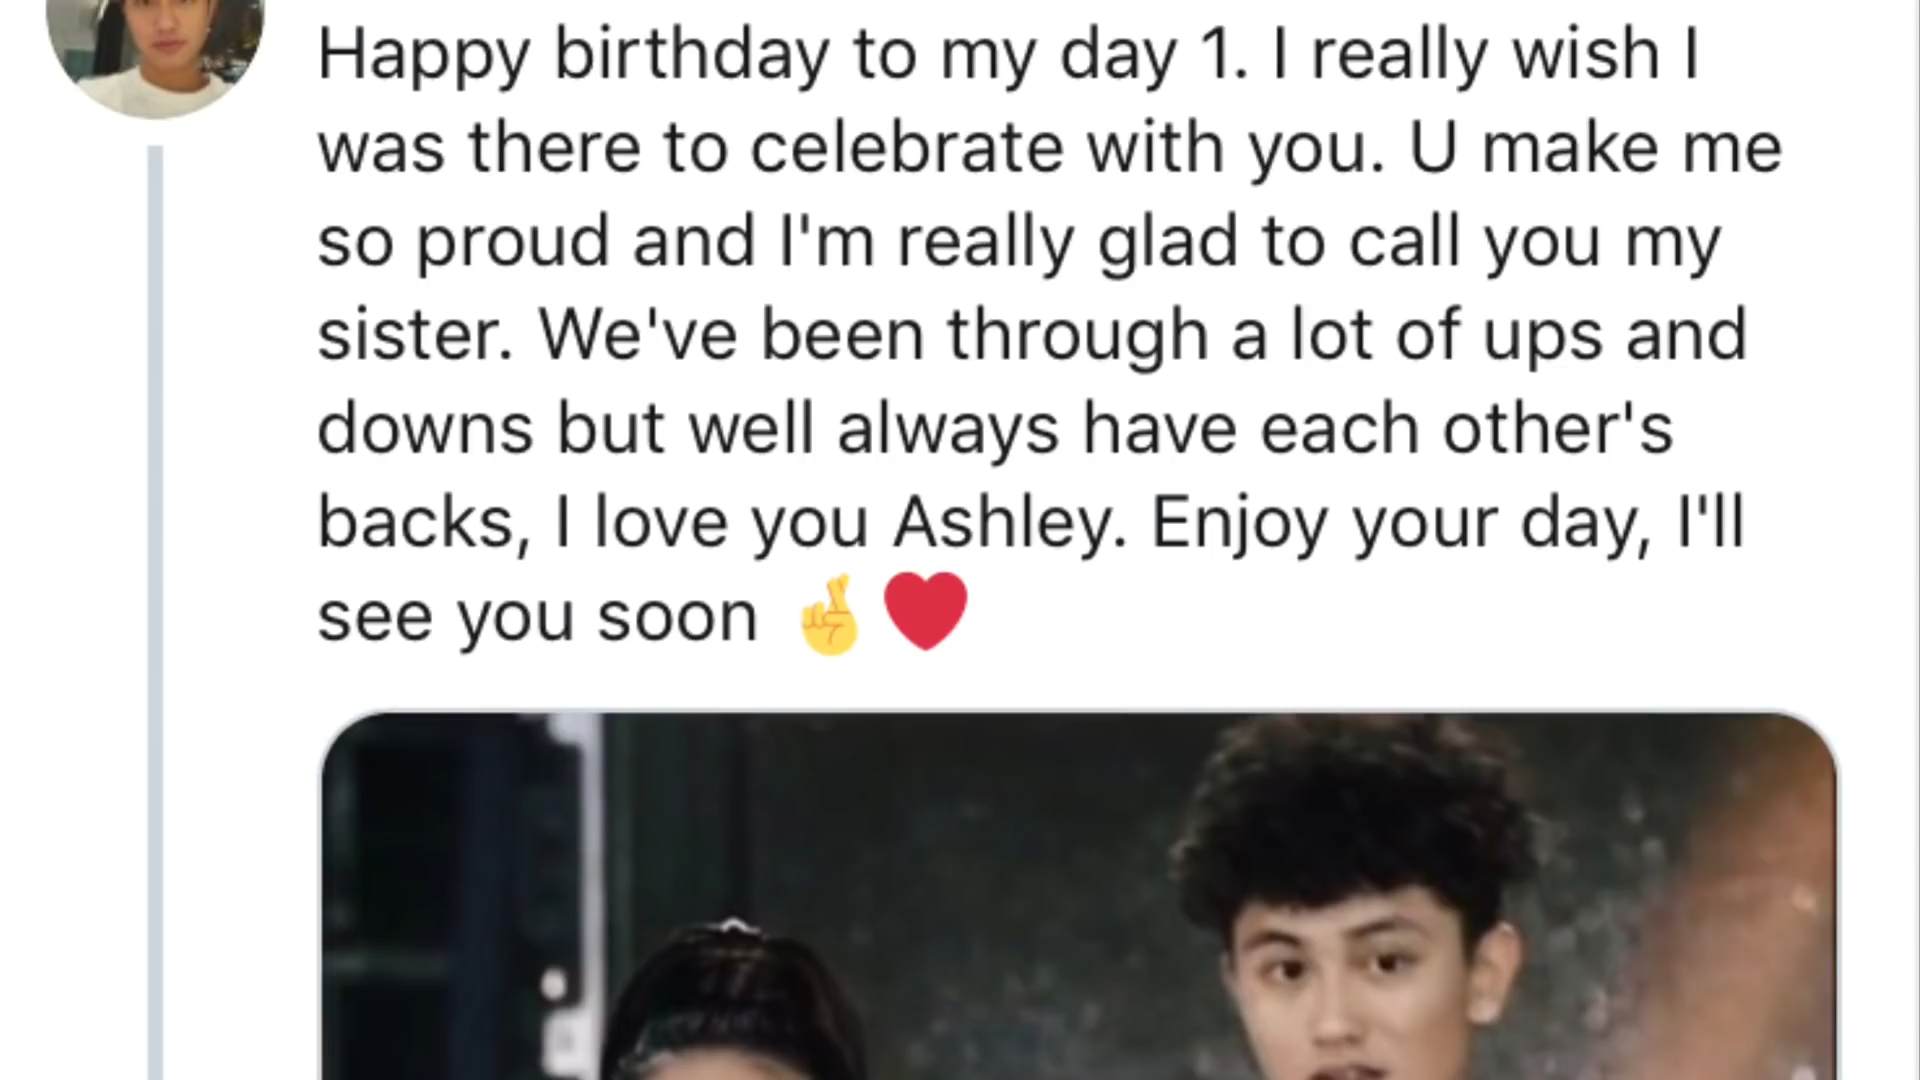 Happy birthday to my day 1. I really wish I
was there to celebrate with you. U make me
so proud and I'm really glad to call you my
sister. We've been through a lot of ups and
downs but well always have each other's
backs, I love you Ashley. Enjoy your day, I'll
see you soon 🤞❤️